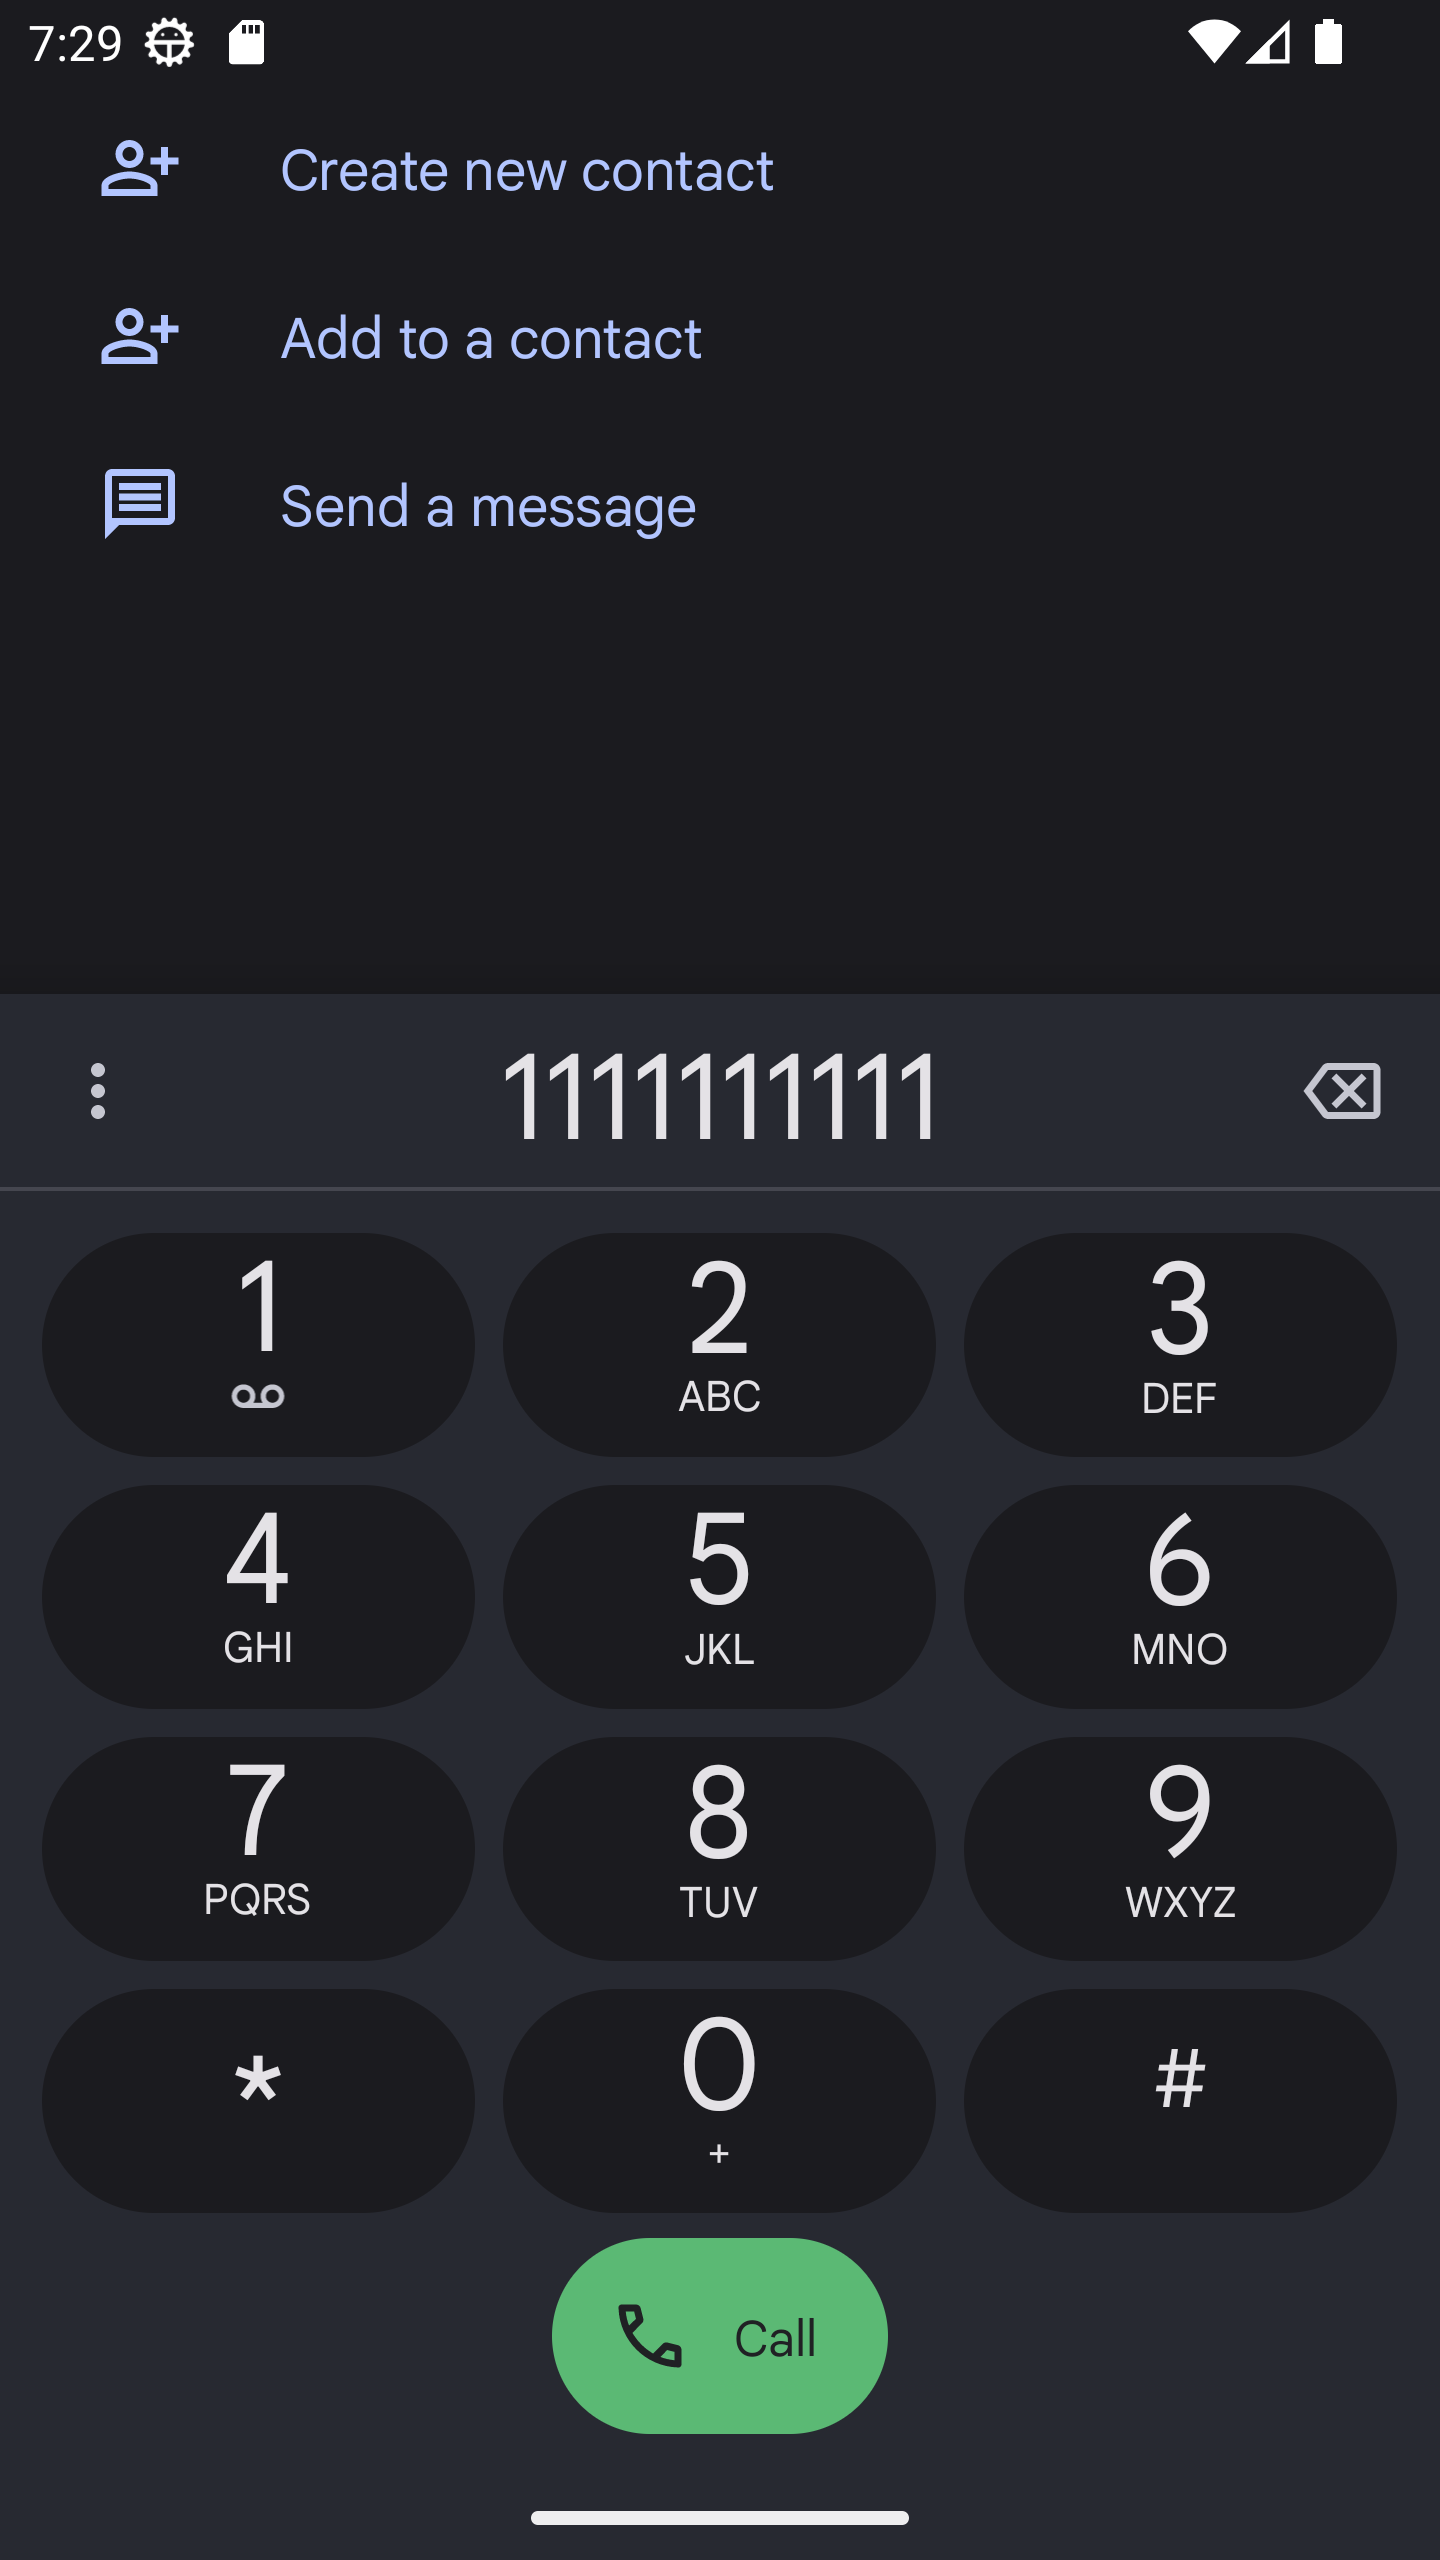 7:29
Create new contact
Add to a contact
Send a message
1111111111
1
2
ABC
3
DEF
4
GHI
5
JKL
6
MNO
7
PQRS
8
TUV
9
WXYZ
*
0
+
#
Call